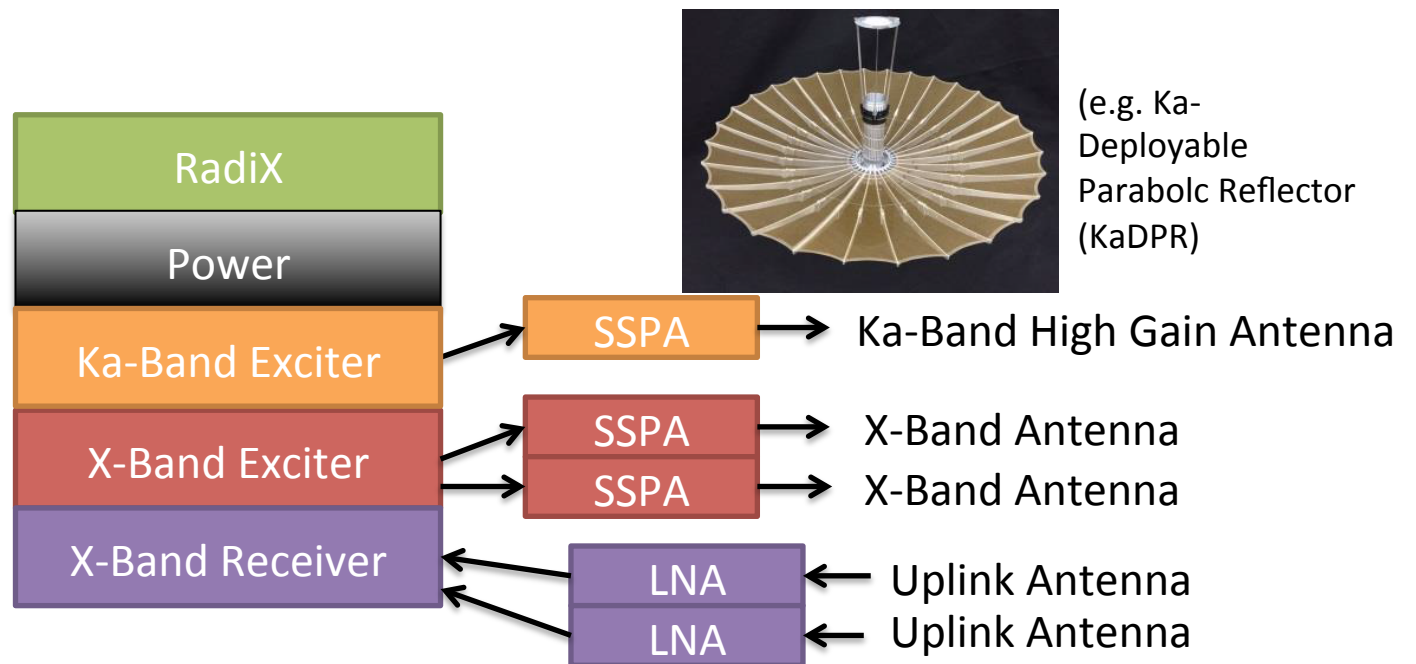 (e.g. Ka-
Deployable
Parabolc Reflector
(KaDPR)
RadiX
Power
Ka-Band Exciter
SSPA
Ka-Band High Gain Antenna
X-Band Exciter
SSPA
X-Band Antenna
SSPA
X-Band Antenna
X-Band Receiver
LNA
Uplink Antenna
LNA
Uplink Antenna